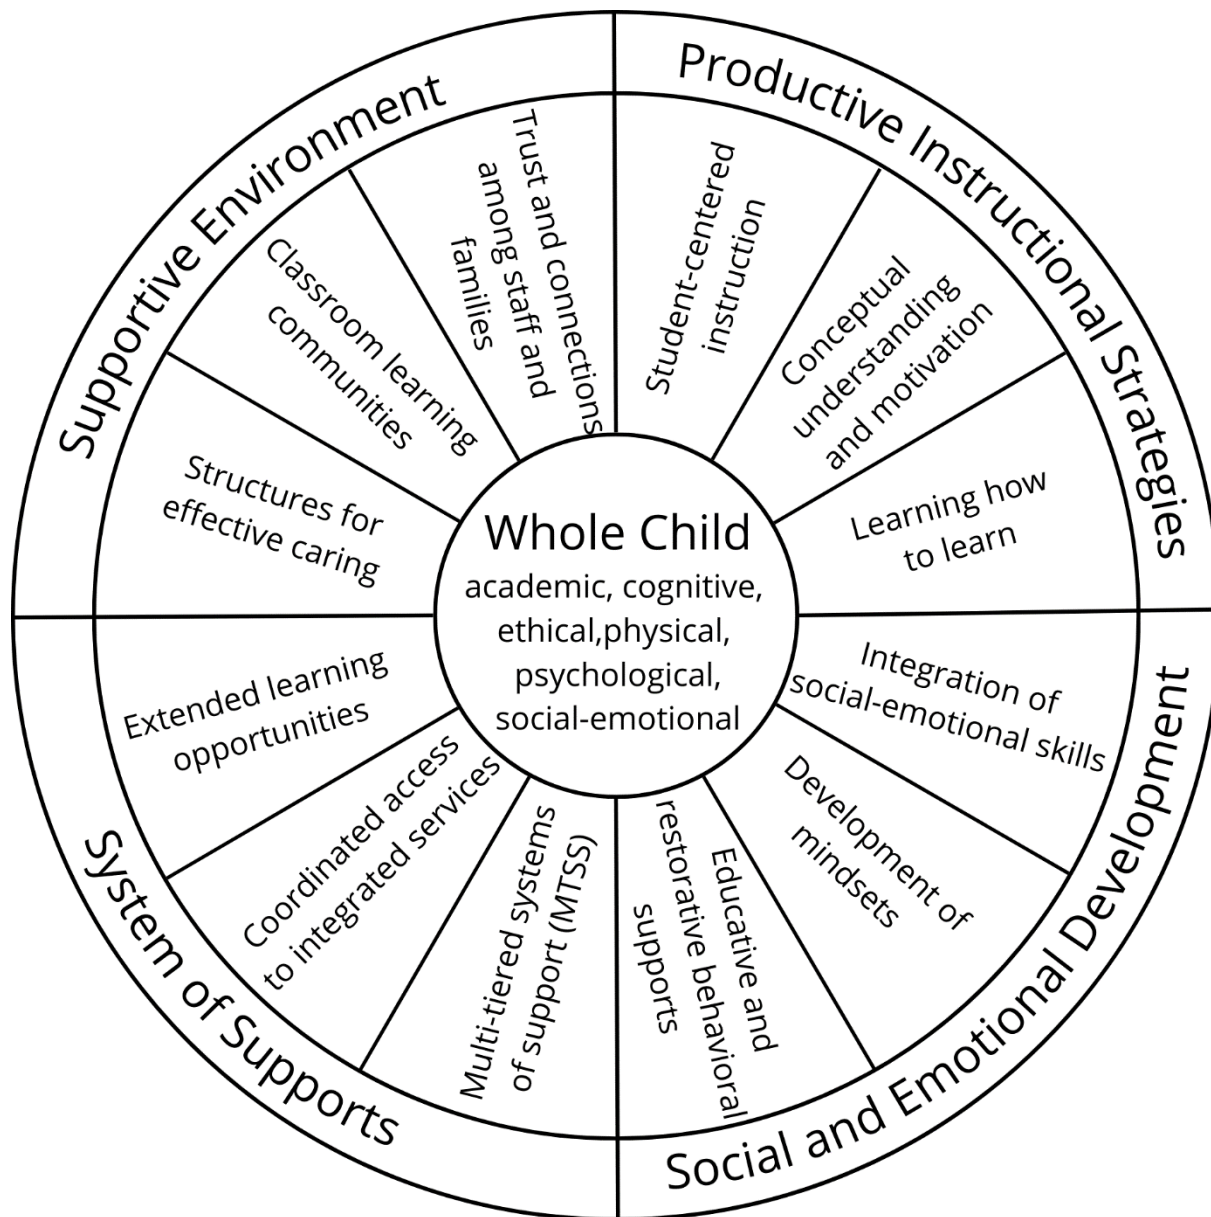 Supportive Environment
Productive Instructional Strategies
Social and Emotional Development
System of Supports
Trust and connections
among staff and
families
Classroom learning
communities
Structures for
effective caring
Student-centered
instruction
Conceptual
understanding
and motivation
Learning how
to learn
Integration of
social-emotional skills
Development of
mindsets
Educative and
restorative behavioral
supports
Multi-tiered systems
of support (MTSS)
Coordinated access
to integrated services
Extended learning
opportunities
Whole Child
academic, cognitive,
ethical,physical,
psychological,
social-emotional